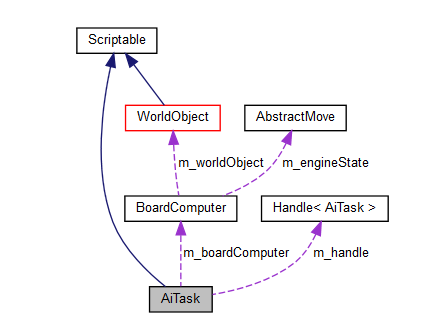 Scriptable
WorldObject
AbstractMove
m_worldObject
m_engineState
BoardComputer
Handle< AiTask >
m_boardComputer
m_handle
AiTask